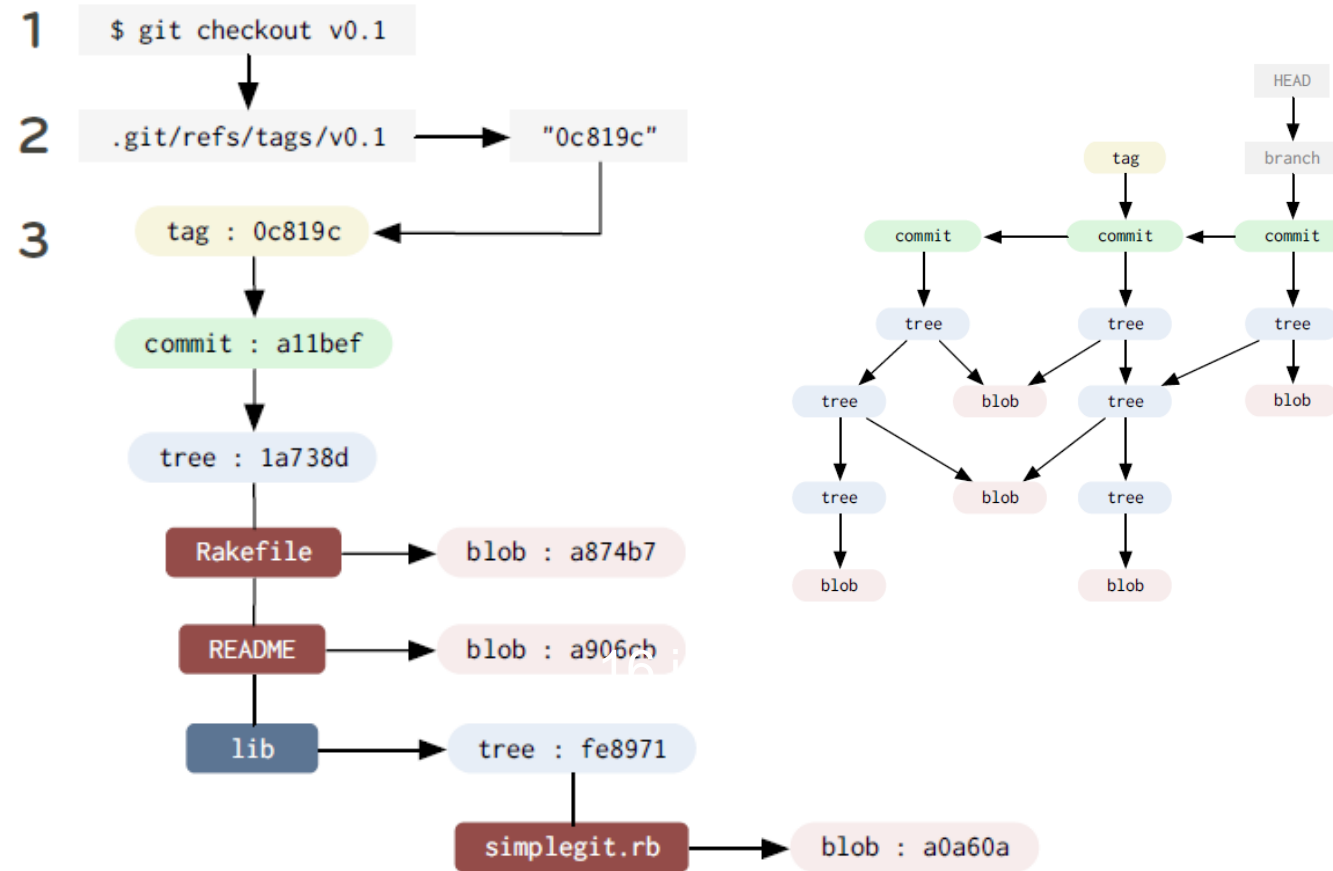 1 $ git checkout v0.1
2 .git/refs/tags/v0.1 "0c819c"
3 tag : 0c819c
commit : a11bef
tree : 1a738d
Rakefile blob : a874b7
README blob : a906cb
16
lib tree : fe8971
simplegit.rb blob : a0a60a
HEAD
tag branch
commit commit commit
tree tree tree
tree blob tree blob
tree blob tree
blob blob